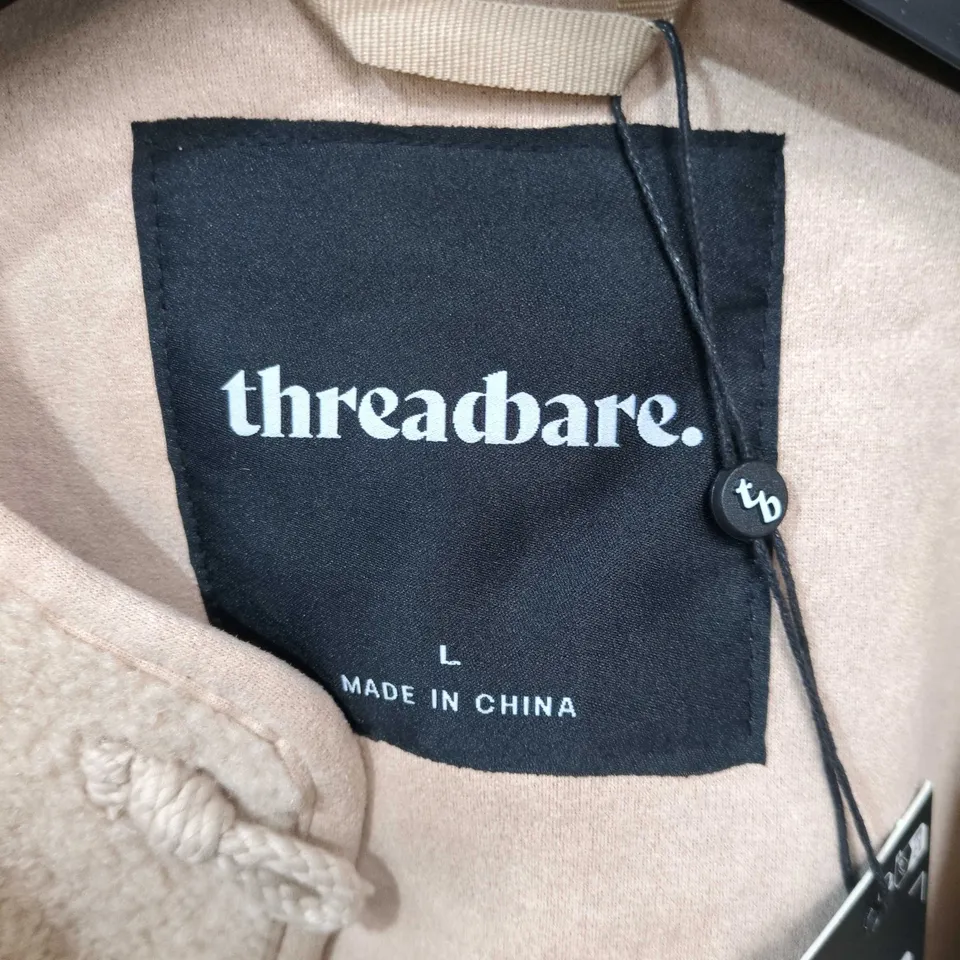 threadbare.
tb
L
MADE IN CHINA